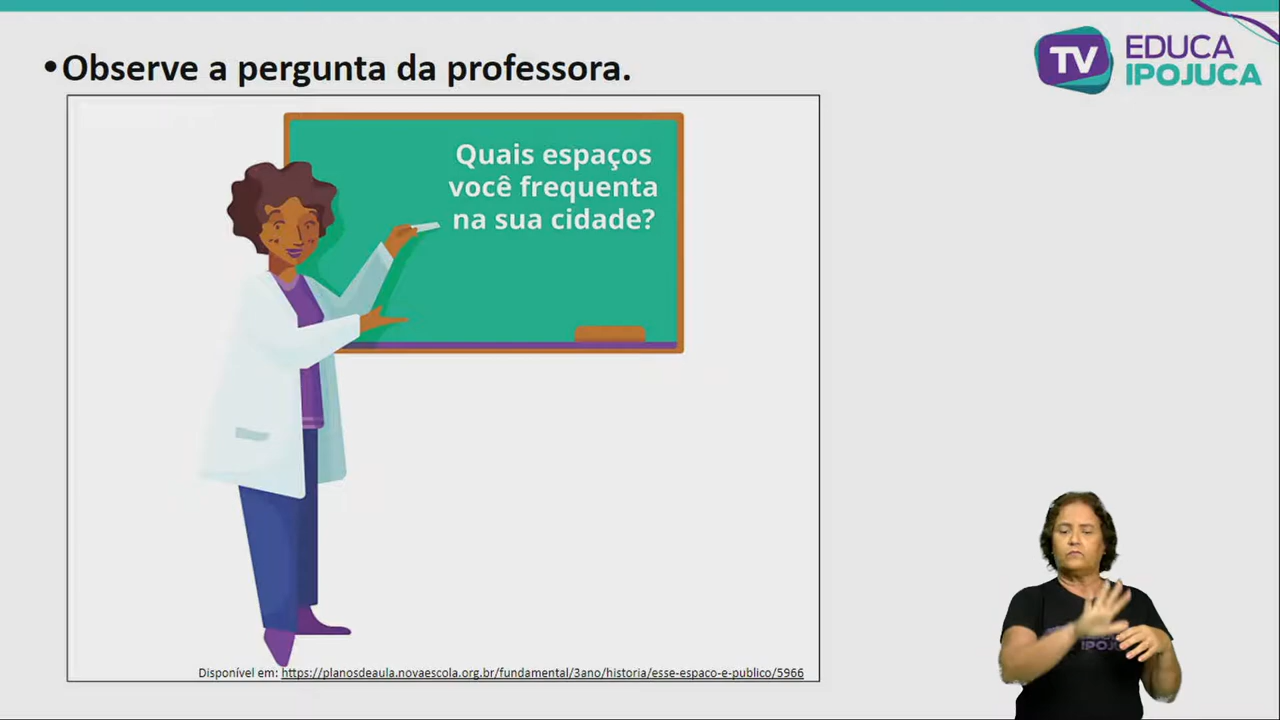 •Observe a pergunta da professora.
TV EDUCA
IPOJUCA
Quais espaços
você frequenta
na sua cidade?
Disponível em: https://planosdeaula.novaescola.org.br/fundamental/3ano/historia/esse-espaco-e-publico/5966
IPOJ